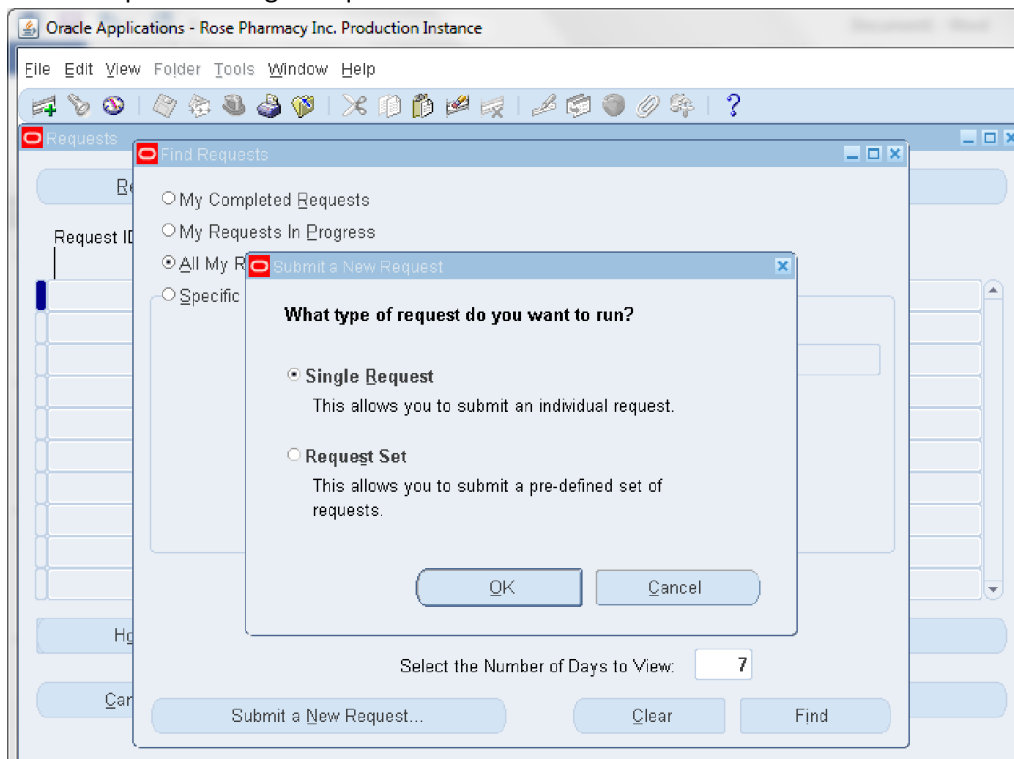 Oracle Applications - Rose Pharmacy Inc. Production Instance
File Edit View Folder Tools Window Help
Requests
Find Requests
My Completed Requests
Request ID
My Requests In Progress
All My R
Submit a New Request
Specific
What type of request do you want to run?
Single Request
This allows you to submit an individual request.
Request Set
This allows you to submit a pre-defined set of
requests.
OK Cancel
Select the Number of Days to View: 7
Submit a New Request... Clear Find